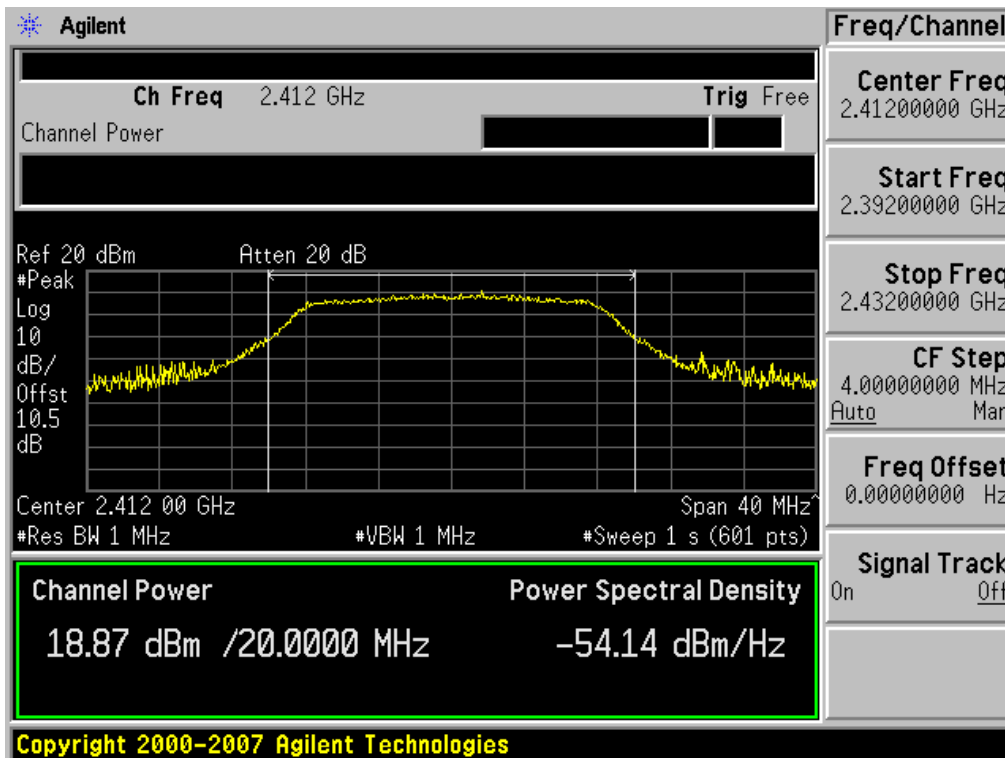 Agilent
Freq/Channel
Ch Freq 2.412 GHz Trig Free
Channel Power
Ref 20 dBm Atten 20 dB
#Peak
Log
10
dB/
Offst
10.5
dB
Center 2.412 00 GHz Span 40 MHz^
#Res BW 1 MHz #VBW 1 MHz #Sweep 1 s (601 pts)
Channel Power Power Spectral Density
18.87 dBm /20.0000 MHz -54.14 dBm/Hz
Copyright 2000-2007 Agilent Technologies
Center Freq
2.41200000 GHz
Start Freq
2.39200000 GHz
Stop Freq
2.43200000 GHz
CF Step
4.00000000 MHz
Auto Man
Freq Offset
0.00000000 Hz
Signal Track
On Off